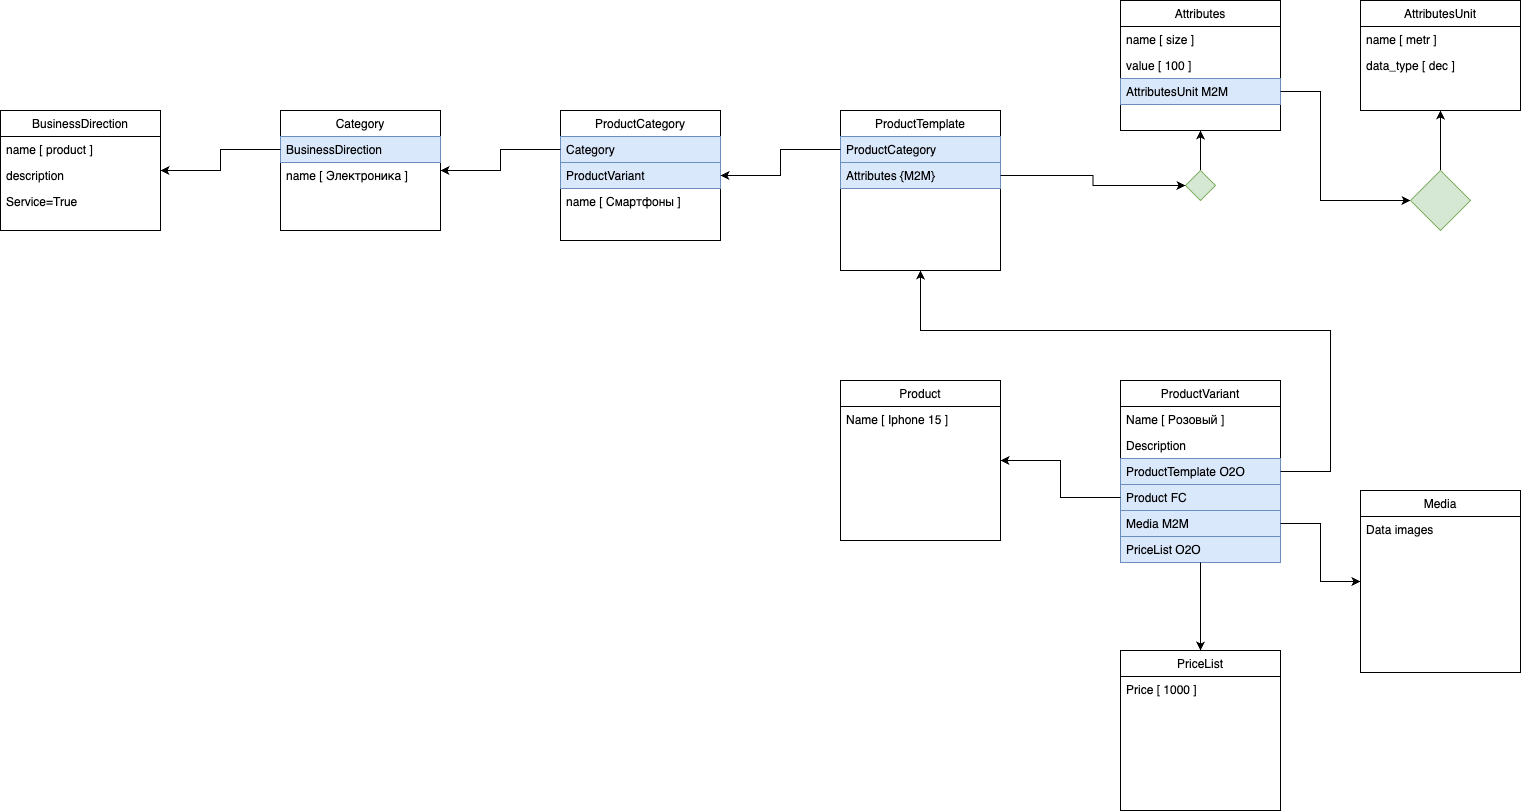 Attributes
name [ size ]
value [ 100 ]
AttributesUnit M2M
AttributesUnit
name [ metr ]
data_type [ dec ]
BusinessDirection
name [ product ]
description
Service=True
Category
BusinessDirection
name [ Электроника ]
ProductCategory
Category
ProductVariant
name [ Смартфоны ]
ProductTemplate
ProductCategory
Attributes {M2M}
Product
Name [ Iphone 15 ]
ProductVariant
Name [ Розовый ]
Description
ProductTemplate O2O
Product FC
Media M2M
PriceList O2O
Media
Data images
PriceList
Price [ 1000 ]